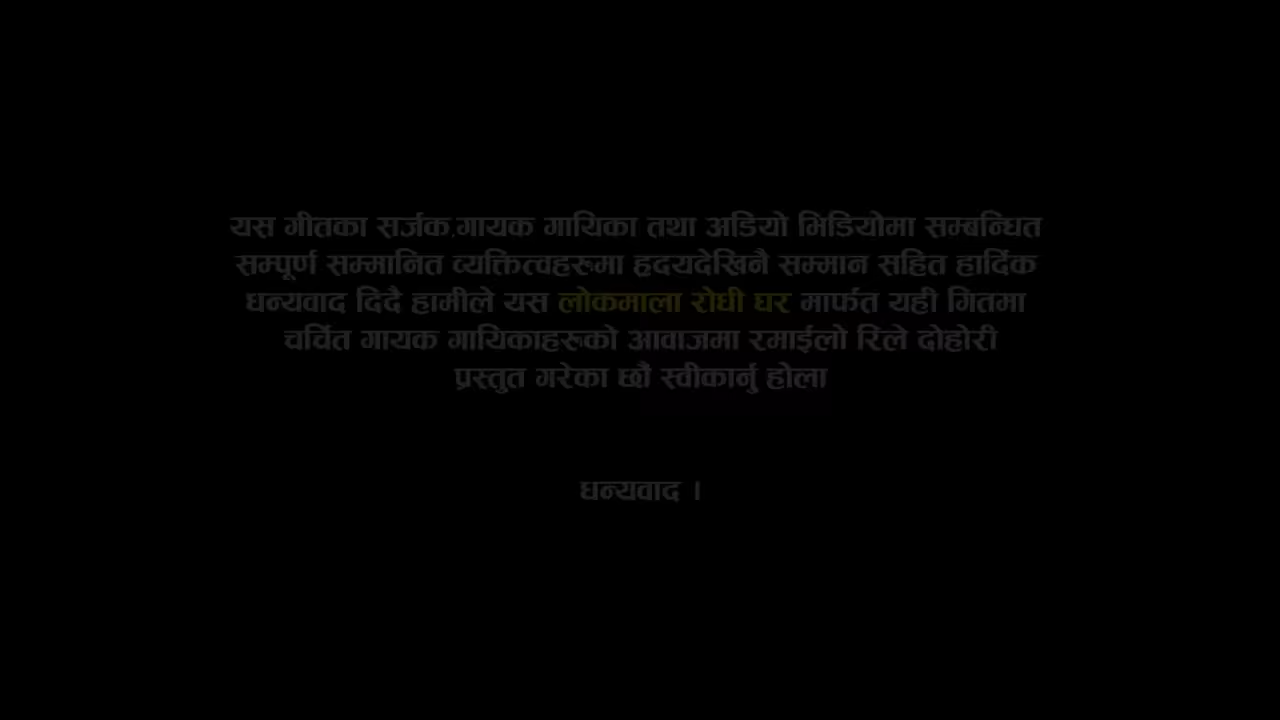 यस गीतका सर्जक,गायक गायिका तथा अडियो भिडियोमा सम्बन्धित
सम्पूर्ण सम्मानित व्यक्तित्वहरुमा हृदयदेखिनै सम्मान सहित हार्दिक
धन्यवाद दिदै हामीले यस लोकमाला रोधी घर मार्फत यही गितमा
चर्चित गायक गायिकाहरुको आवाजमा रमाईलो रिले दोहोरी
प्रस्तुत गरेका छौं स्वीकार्नु होला
धन्यवाद ।